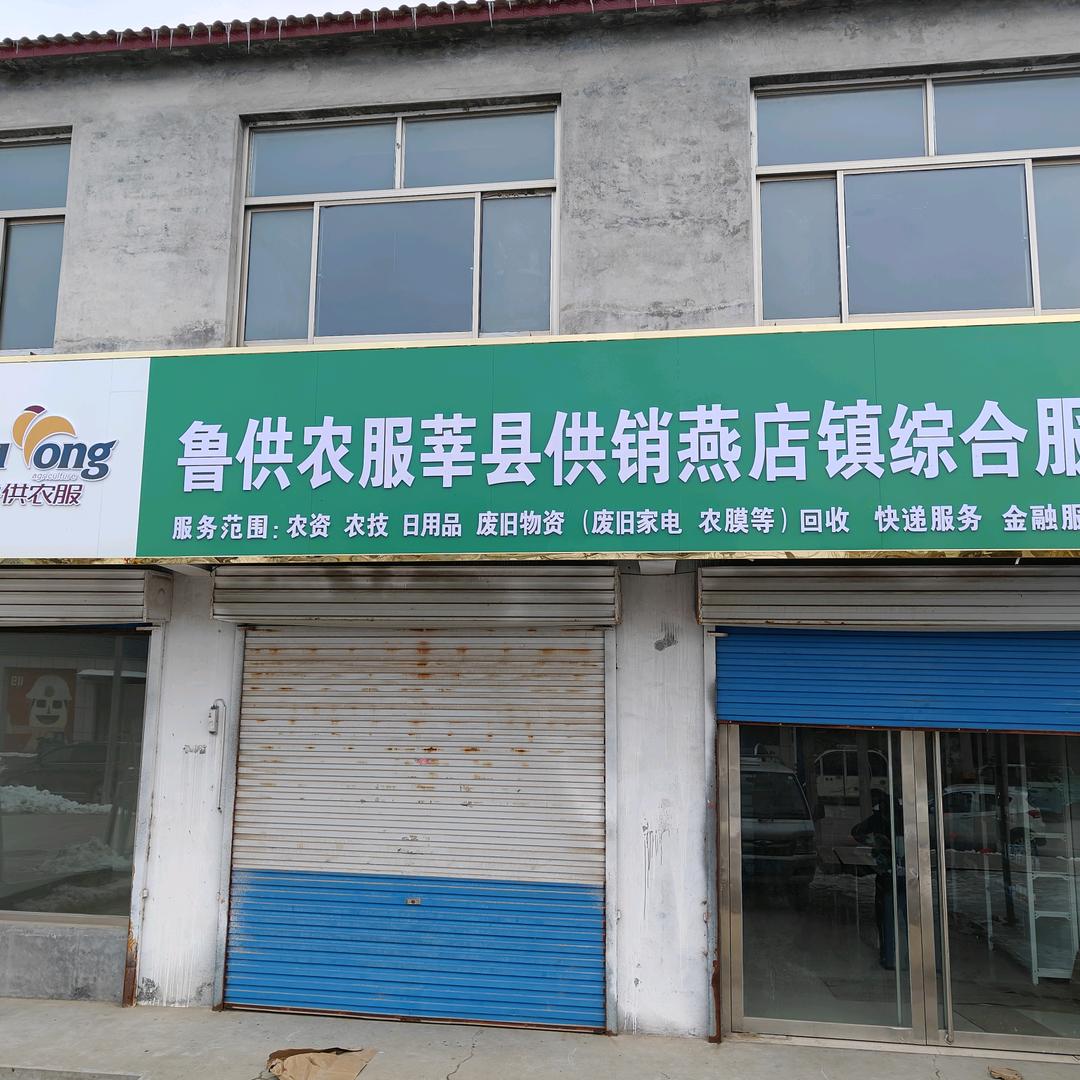 ong
agriculture
供农服
鲁供农服莘县供销燕店镇综合服
服务范围:农资 农技 日用品 废旧物资(废旧家电 农膜等)回收 快递服务 金融服